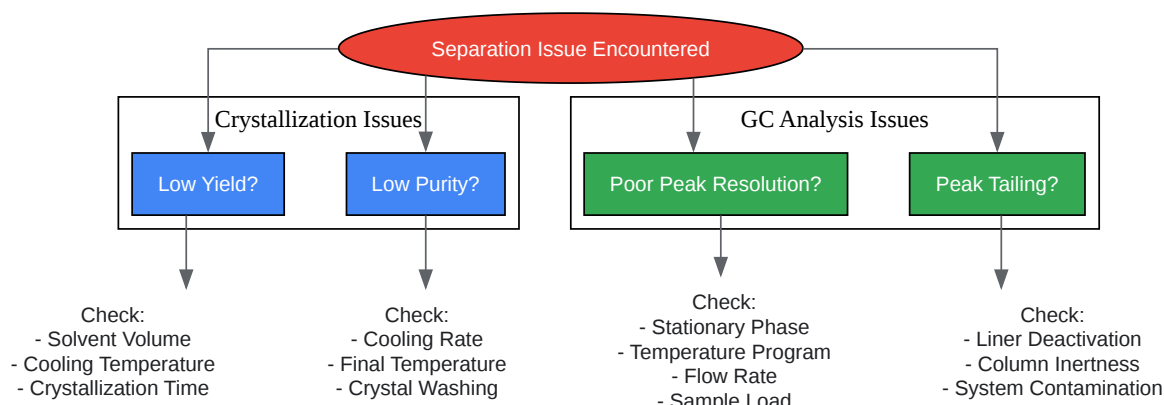 Separation Issue Encountered
Crystallization Issues
GC Analysis Issues
Low Yield?
Low Purity?
Poor Peak Resolution?
Peak Tailing?
Check:
- Solvent Volume
- Cooling Temperature
- Crystallization Time
Check:
- Cooling Rate
- Final Temperature
- Crystal Washing
Check:
- Stationary Phase
- Temperature Program
- Flow Rate
- Sample Load
Check:
- Liner Deactivation
- Column Inertness
- System Contamination